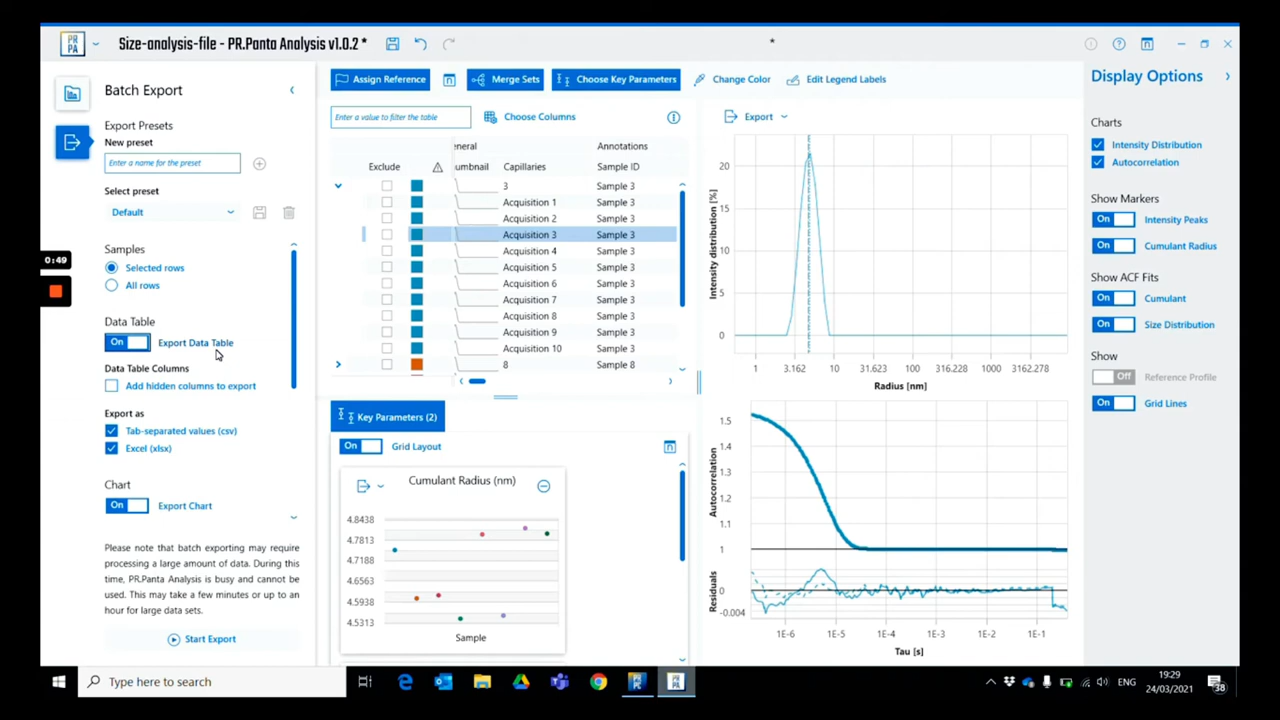 PR
PA
Size-analysis-file - PR.Panta Analysis v1.0.2 *
*
Batch Export
Export Presets
New preset
Enter a name for the preset
Select preset
Default
Samples
Selected rows
All rows
0:49
Data Table
On
Export Data Table
Data Table Columns
Add hidden columns to export
Export as
Tab-separated values (csv)
Excel (xlsx)
Chart
On
Export Chart
Please note that batch exporting may require
processing a large amount of data. During this
time, PR.Panta Analysis is busy and cannot be
used. This may take a few minutes or up to an
hour for large data sets.
Start Export
Assign Reference
Merge Sets
Choose Key Parameters
Change Color
Edit Legend Labels
Enter a value to filter the table
Choose Columns
eneral
Annotations
Exclude
umbnail
Capillaries
Sample ID
3 Sample 3
Acquisition 1 Sample 3
Acquisition 2 Sample 3
Acquisition 3 Sample 3
Acquisition 4 Sample 3
Acquisition 5 Sample 3
Acquisition 6 Sample 3
Acquisition 7 Sample 3
Acquisition 8 Sample 3
Acquisition 9 Sample 3
Acquisition 10 Sample 3
8 Sample 8
Key Parameters (2)
On
Grid Layout
Cumulant Radius (nm)
4.8438
4.7813
4.7188
4.6563
4.5938
4.5313
Sample
Export
Intensity distribution [%]
20
15
10
5
0
1 3.162 10 31.623 100 316.228 1000 3162.278
Radius [nm]
Autocorrelation
1.5
1.4
1.3
1.2
1.1
1
Residuals
0
-0.004
1E-6 1E-5 1E-4 1E-3 1E-2 1E-1
Tau [s]
Display Options
Charts
Intensity Distribution
Autocorrelation
Show Markers
On
Intensity Peaks
On
Cumulant Radius
Show ACF Fits
On
Cumulant
On
Size Distribution
Show
Off
Reference Profile
On
Grid Lines
Type here to search
PR
PC
PR
PA
ENG
19:29
24/03/2021
38